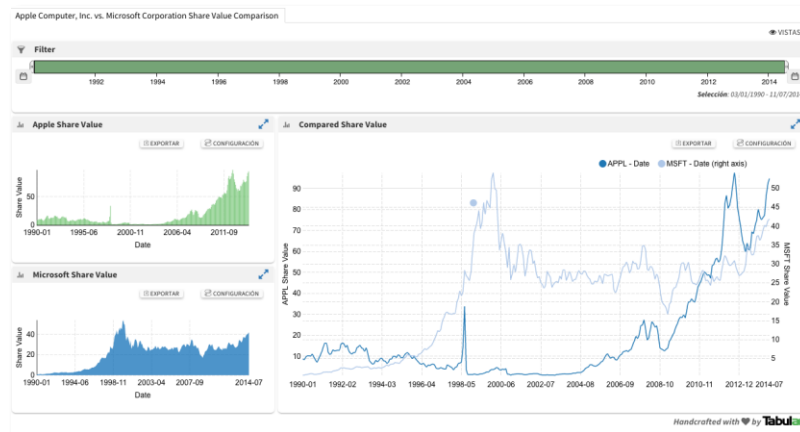 Apple Computer, Inc. vs. Microsoft Corporation Share Value Comparison
VISTAS
Filter
1992 1994 1996 1998 2000 2002 2004 2006 2008 2010 2012 2014
Selección: 03/01/1990 - 11/07/201
Apple Share Value
EXPORTAR CONFIGURACIÓN
Share Value
50
0
1990-01 1995-06 2000-11 2006-04 2011-09
Date
Microsoft Share Value
EXPORTAR CONFIGURACIÓN
Share Value
40
20
0
1990-01 1994-06 1998-11 2003-04 2007-09 2014-07
Date
Compared Share Value
EXPORTAR CONFIGURACIÓN
APPL - Date MSFT - Date (right axis)
APPL Share Value
90
80
70
60
50
40
30
20
10
50
45
40
35
30
25
20
15
10
5
MSFT Share Value
1990-01 1992-02 1994-03 1996-04 1998-05 2000-06 2002-07 2004-08 2006-09 2008-10 2010-11 2012-12 2014-07
Handcrafted with by Tabul